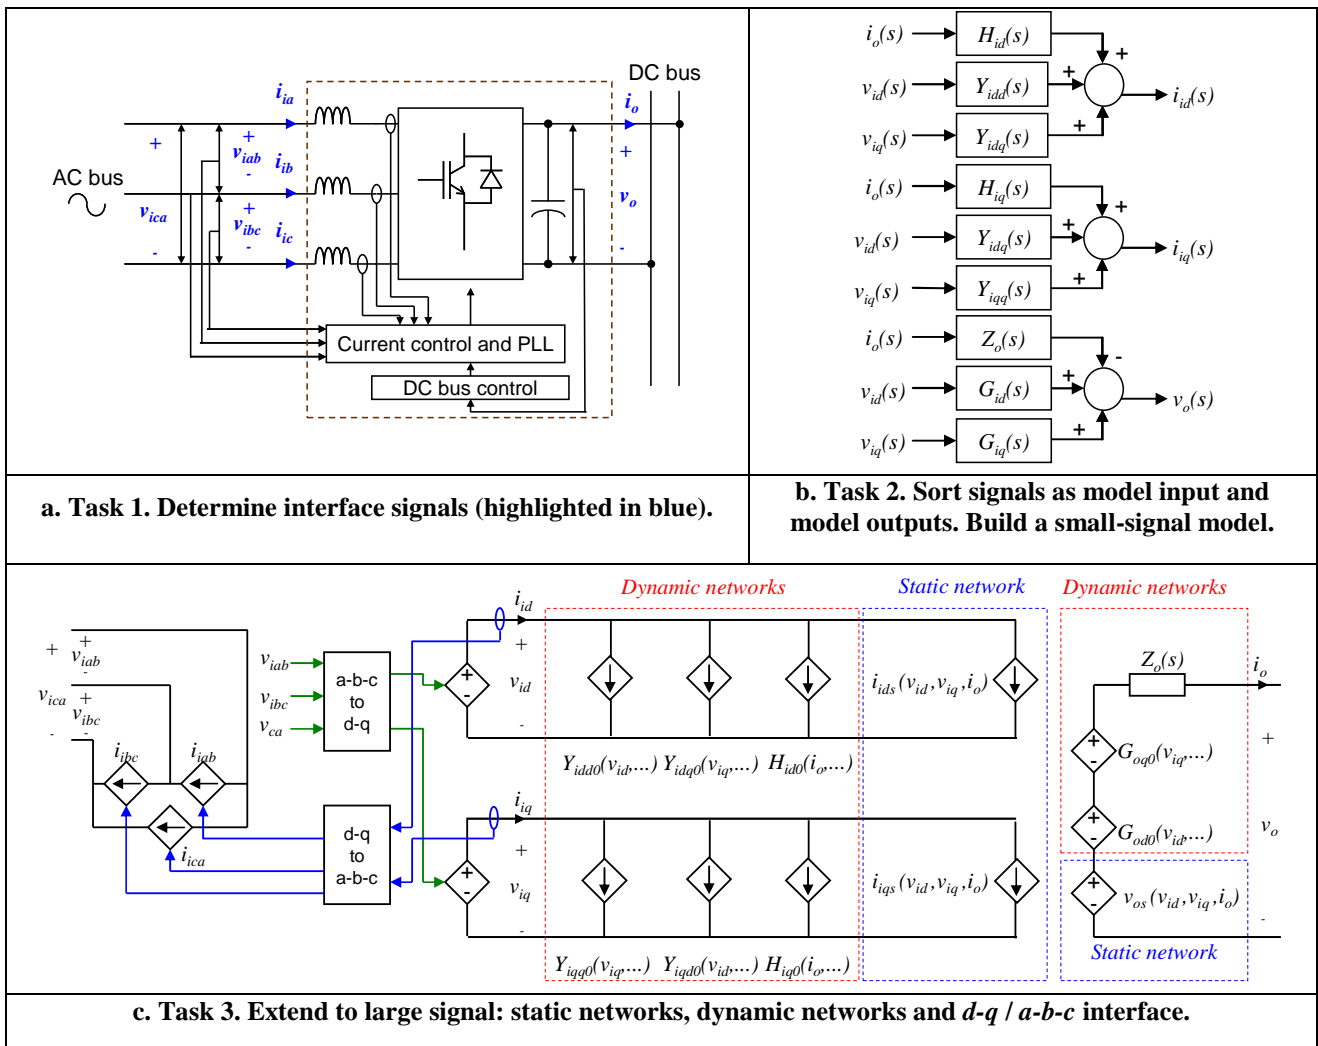 DC bus
i_ia
i_o
+
+
v_iab
-
i_ib
+
AC bus
v_ica
+
v_ibc
-
v_o
-
i_ic
-
Current control and PLL
DC bus control
i_o(s)
H_id(s)
+
v_id(s)
Y_idd(s)
+
i_id(s)
v_iq(s)
Y_idq(s)
+
i_o(s)
H_iq(s)
+
v_id(s)
Y_idq(s)
+
i_iq(s)
v_iq(s)
Y_iqq(s)
+
i_o(s)
Z_o(s)
-
v_id(s)
G_id(s)
+
v_o(s)
v_iq(s)
G_iq(s)
+
a. Task 1. Determine interface signals (highlighted in blue).
b. Task 2. Sort signals as model input and
model outputs. Build a small-signal model.
Dynamic networks
Static network
Dynamic networks
+
+
v_iab
-
v_ica
+
v_ibc
-
-
i_ibc
i_iab
i_ica
v_iab
v_ibc
v_ca
a-b-c
to
d-q
d-q
to
a-b-c
+
-
i_id
+
v_id
-
i_ids(v_id,v_iq,i_o)
Y_idd0(v_id,...) Y_idq0(v_iq,...) H_id0(i_o,...)
+
-
i_iq
+
v_iq
-
i_iqs(v_id,v_iq,i_o)
Y_iqq0(v_iq,...) Y_iqd0(v_id,...) H_iq0(i_o,...)
Z_o(s)
i_o
+
-
G_oq0(v_iq,...)
+
+
-
G_od0(v_id,...)
v_o
+
-
v_os(v_id,v_iq,i_o)
-
Static network
c. Task 3. Extend to large signal: static networks, dynamic networks and d-q / a-b-c interface.